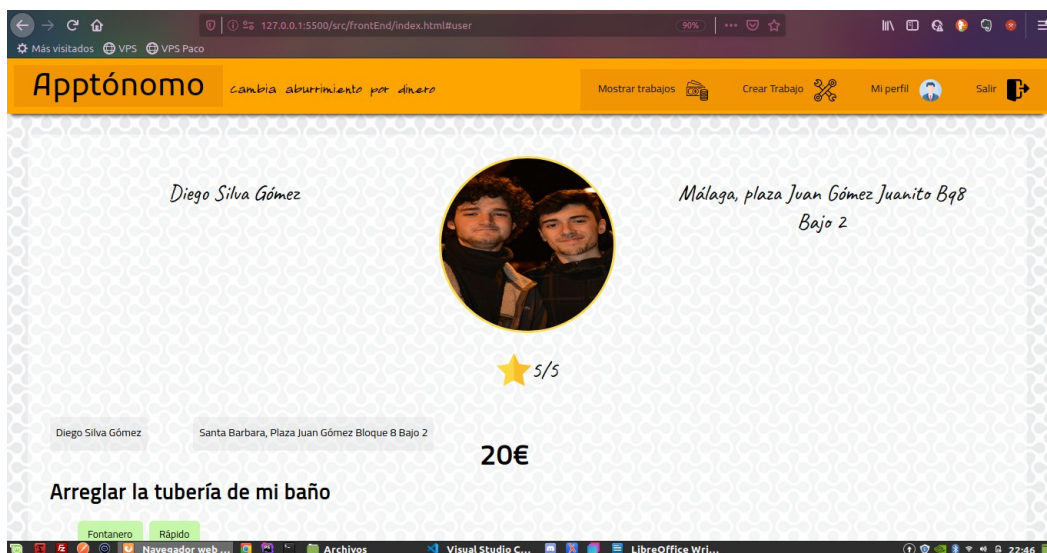 127.0.0.1:5500/src/frontEnd/index.html#user
90%
Más visitados VPS VPS Paco
Apptónomo
cambia aburrimiento por dinero
Mostrar trabajos
Crear Trabajo
Mi perfil
Salir
Diego Silva Gómez
Málaga, plaza Juan Gómez Juanito Bq8
Bajo 2
5/5
Diego Silva Gómez
Santa Barbara, Plaza Juan Gómez Bloque 8 Bajo 2
20€
Arreglar la tubería de mi baño
Fontanero Rápido
Navegador web ... Archivos Visual Studio C... LibreOffice Wri... 22:46